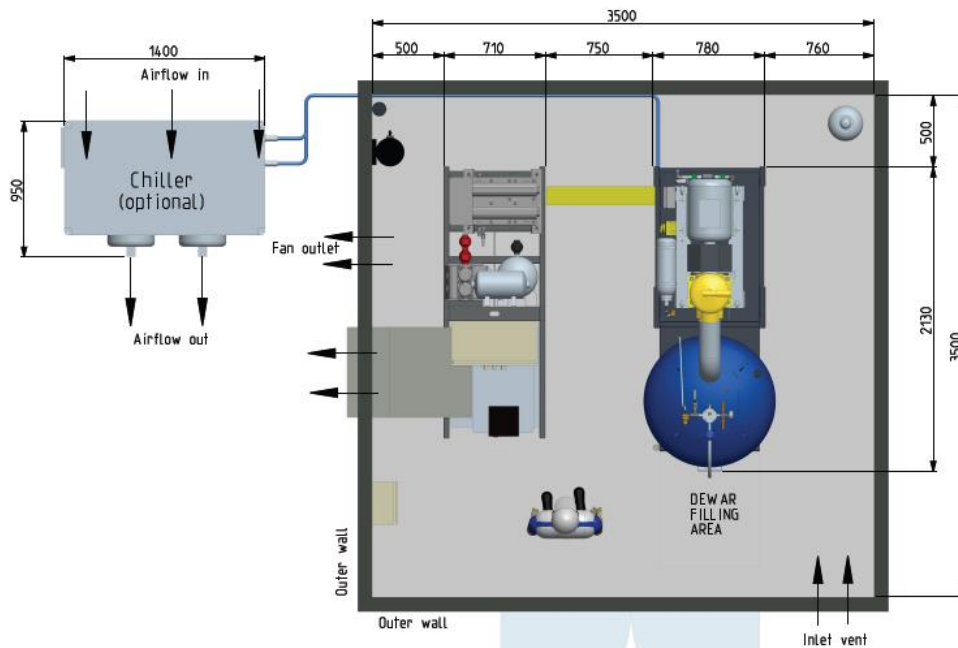 3500
1400
500 710 750 780 760
Airflow in
500
950
Chiller
(optional)
Fan outlet
2130
Airflow out
3500
DEWAR
FILLING
AREA
Outer wall
Outer wall
Inlet vent